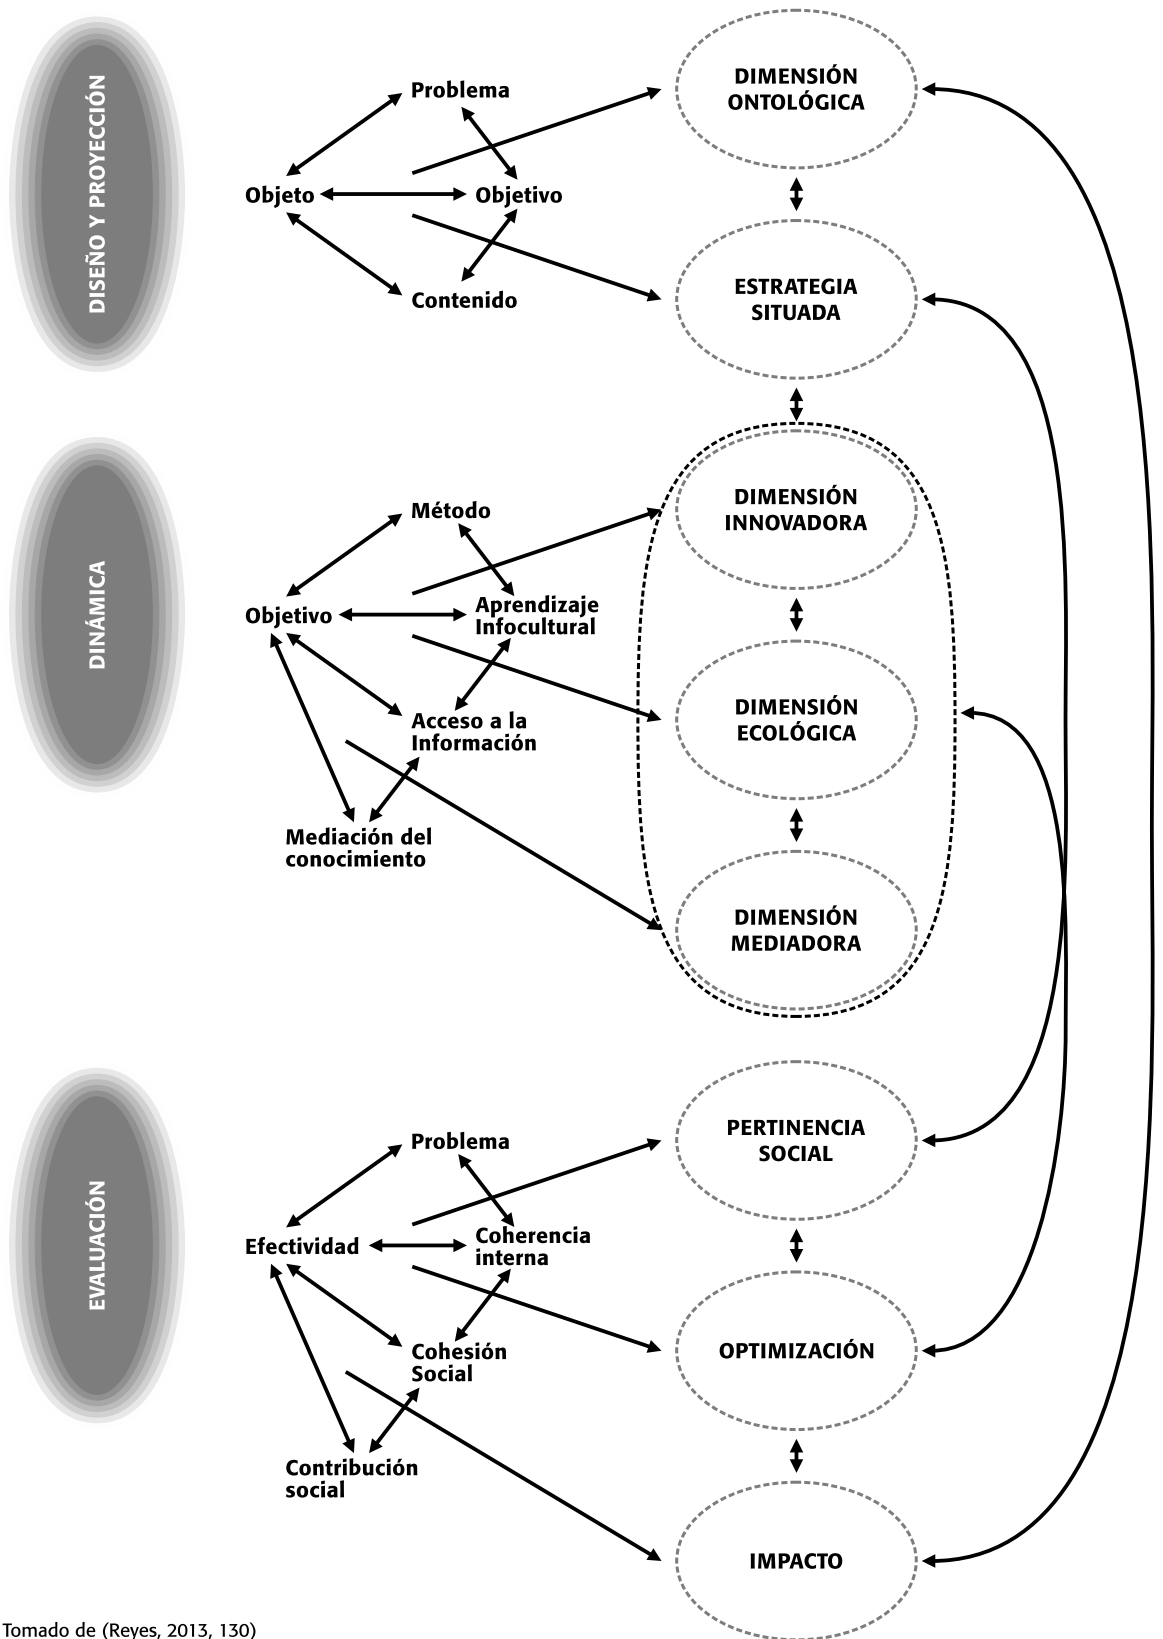 DISEÑO Y PROYECCIÓN
Problema
Objeto
Objetivo
Contenido
DIMENSIÓN
ONTOLÓGICA
ESTRATEGIA
SITUADA
DINÁMICA
Método
Objetivo
Aprendizaje
Infocultural
Acceso a la
Información
Mediación del
conocimiento
DIMENSIÓN
INNOVADORA
DIMENSIÓN
ECOLÓGICA
DIMENSIÓN
MEDIADORA
EVALUACIÓN
Problema
Efectividad
Coherencia
interna
Cohesión
Social
Contribución
social
PERTINENCIA
SOCIAL
OPTIMIZACIÓN
IMPACTO
Tomado de (Reyes, 2013, 130)